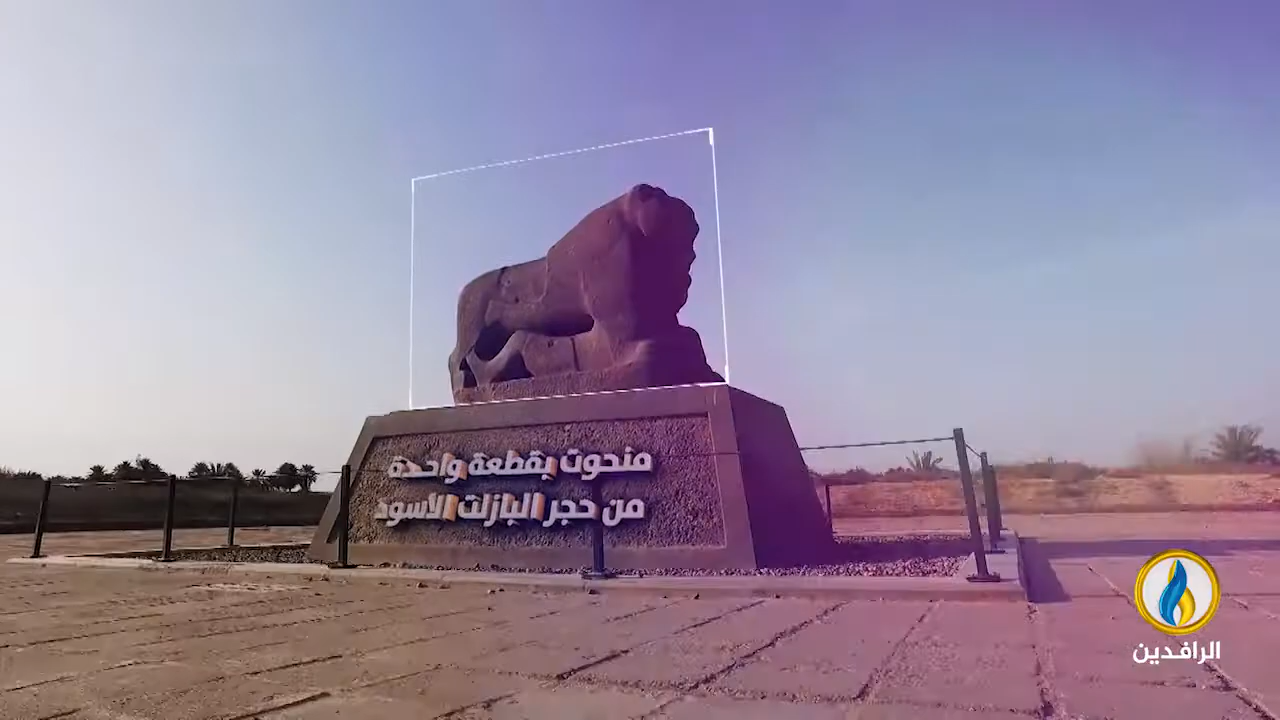 منحوت بقطعة واحدة
من حجر البازلت الاسود
الرافدين